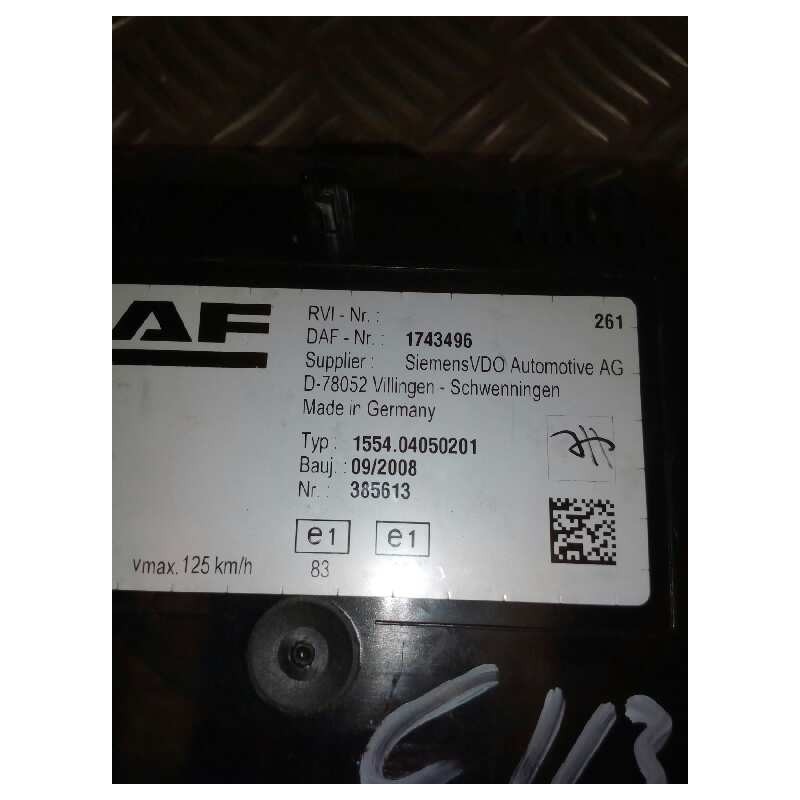 AF
RVI - Nr. : 261
DAF - Nr. : 1743496
Supplier : SiemensVDO Automotive AG
D-78052 Villingen - Schwenningen
Made in Germany
Typ : 1554.04050201
Bauj. : 09/2008
Nr. : 385613
e1 e1
vmax. 125 km/h 83
C113